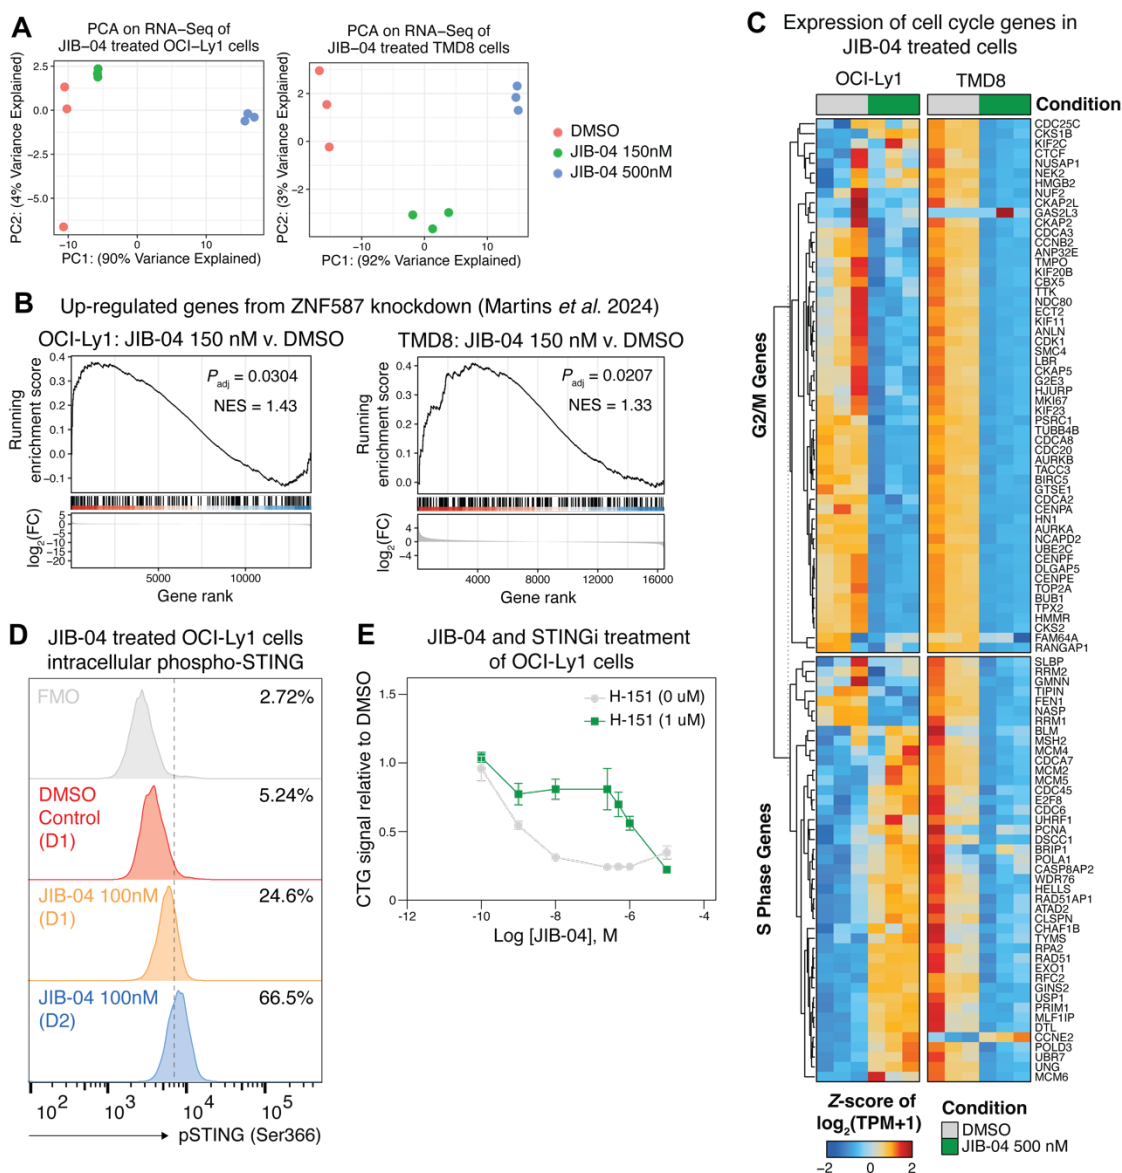 A
PCA on RNA-Seq of
JIB-04 treated OCI-Ly1 cells
PC2: (4% Variance Explained)
2.5
0.0
-2.5
-5.0
-10
0
10
PC1: (90% Variance Explained)
PCA on RNA-Seq of
JIB-04 treated TMD8 cells
PC2: (3% Variance Explained)
2
0
-2
-10
0
10
PC1: (92% Variance Explained)
DMSO
JIB-04 150nM
JIB-04 500nM
B
Up-regulated genes from ZNF587 knockdown (Martins et al. 2024)
OCI-Ly1: JIB-04 150 nM v. DMSO
Running
enrichment score
0.4
0.3
0.2
0.1
0.0
-0.1
Padj = 0.0304
NES = 1.43
log2(FC)
5
0
-5
-10
-15
-20
5000
10000
Gene rank
TMD8: JIB-04 150 nM v. DMSO
Running
enrichment score
0.4
0.3
0.2
0.1
0.0
Padj = 0.0207
NES = 1.33
log2(FC)
4
0
-4
4000
8000
12000
16000
Gene rank
C
Expression of cell cycle genes in
JIB-04 treated cells
OCI-Ly1
TMD8
Condition
G2/M Genes
CDC25C
CKS1B
KIF2C
CTCF
NUSAP1
NEK2
HMGB2
NUF2
CKAP2L
GAS2L3
CKAP2
CDCA3
CCNB2
ANP32E
TMPO
KIF20B
CBX5
TTK
NDC80
ECT2
KIF11
ANLN
CDK1
SMC4
LBR
CKAP5
G2E3
HJURP
MKI67
KIF23
PSRC1
TUBB4B
CDCA8
CDC20
AURKB
TACC3
BIRC5
GTSE1
CDCA2
CENPA
HN1
AURKA
NCAPD2
UBE2C
CENPF
DLGAP5
CENPE
TOP2A
BUB1
TPX2
HMMR
CKS2
FAM64A
RANGAP1
S Phase Genes
SLBP
RRM2
GMNN
TIPIN
FEN1
NASP
RRM1
BLM
MSH2
MCM4
CDCA7
MCM2
MCM5
CDC45
E2F8
CDC6
UHRF1
PCNA
DSCC1
BRIP1
POLA1
CASP8AP2
WDR76
HELLS
RAD51AP1
ATAD2
CLSPN
CHAF1B
TYMS
RPA2
RAD51
EXO1
RFC2
GINS2
USP1
PRIM1
MLF1IP
DTL
CCNE2
POLD3
UBR7
UNG
MCM6
Z-score of
log2(TPM+1)
-2
0
2
Condition
DMSO
JIB-04 500 nM
D
JIB-04 treated OCI-Ly1 cells
intracellular phospho-STING
FMO
2.72%
DMSO
Control
(D1)
5.24%
JIB-04 100nM
(D1)
24.6%
JIB-04 100nM
(D2)
66.5%
10^2
10^3
10^4
10^5
pSTING (Ser366)
E
JIB-04 and STINGi treatment
of OCI-Ly1 cells
CTG signal relative to DMSO
1.5
1.0
0.5
0
H-151 (0 uM)
H-151 (1 uM)
-12
-10
-8
-6
-4
Log [JIB-04], M